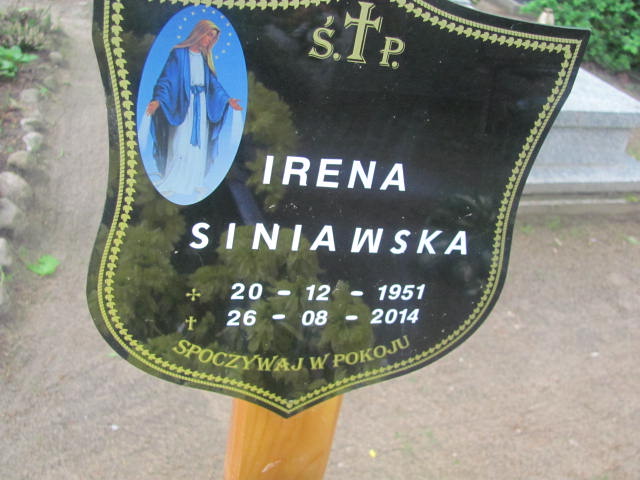 Ś.†P.
IRENA
SINIAWSKA
20 - 12 - 1951
† 26 - 08 - 2014
SPOCZYWAJ W POKOJU